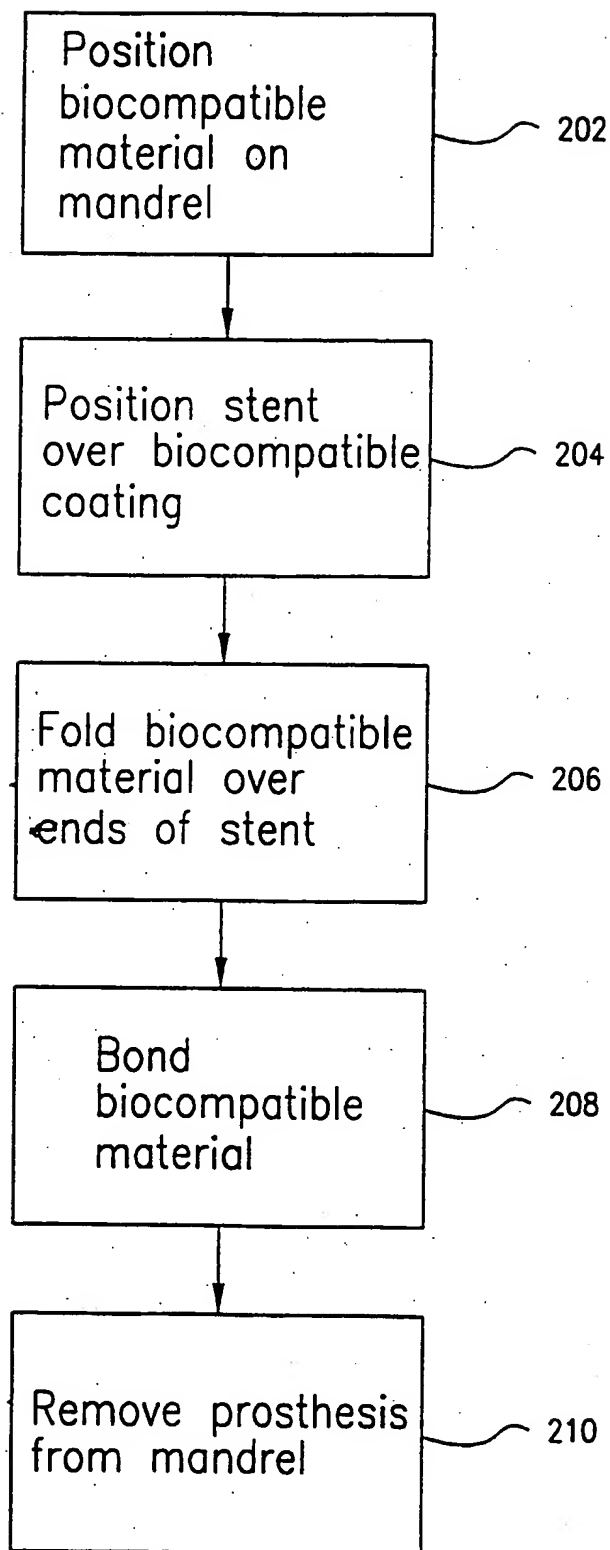 Position
biocompatible
material on
mandrel
202
Position stent
over biocompatible
coating
204
Fold biocompatible
material over
ends of stent
206
Bond
biocompatible
material
208
Remove prosthesis
from mandrel
210